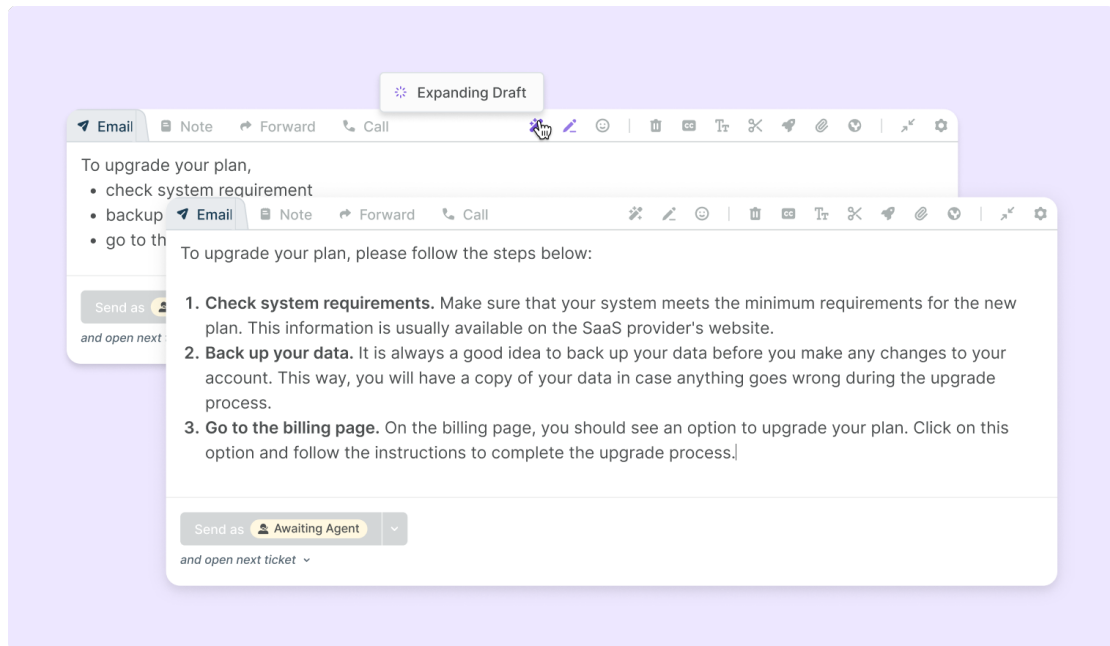 Expanding Draft
Email Note Forward Call
To upgrade your plan,
• check system requirement
• backup
• go to th
Send as
and open next
Email Note Forward Call
To upgrade your plan, please follow the steps below:
1. Check system requirements. Make sure that your system meets the minimum requirements for the new
plan. This information is usually available on the SaaS provider's website.
2. Back up your data. It is always a good idea to back up your data before you make any changes to your
account. This way, you will have a copy of your data in case anything goes wrong during the upgrade
process.
3. Go to the billing page. On the billing page, you should see an option to upgrade your plan. Click on this
option and follow the instructions to complete the upgrade process.
Send as Awaiting Agent
and open next ticket